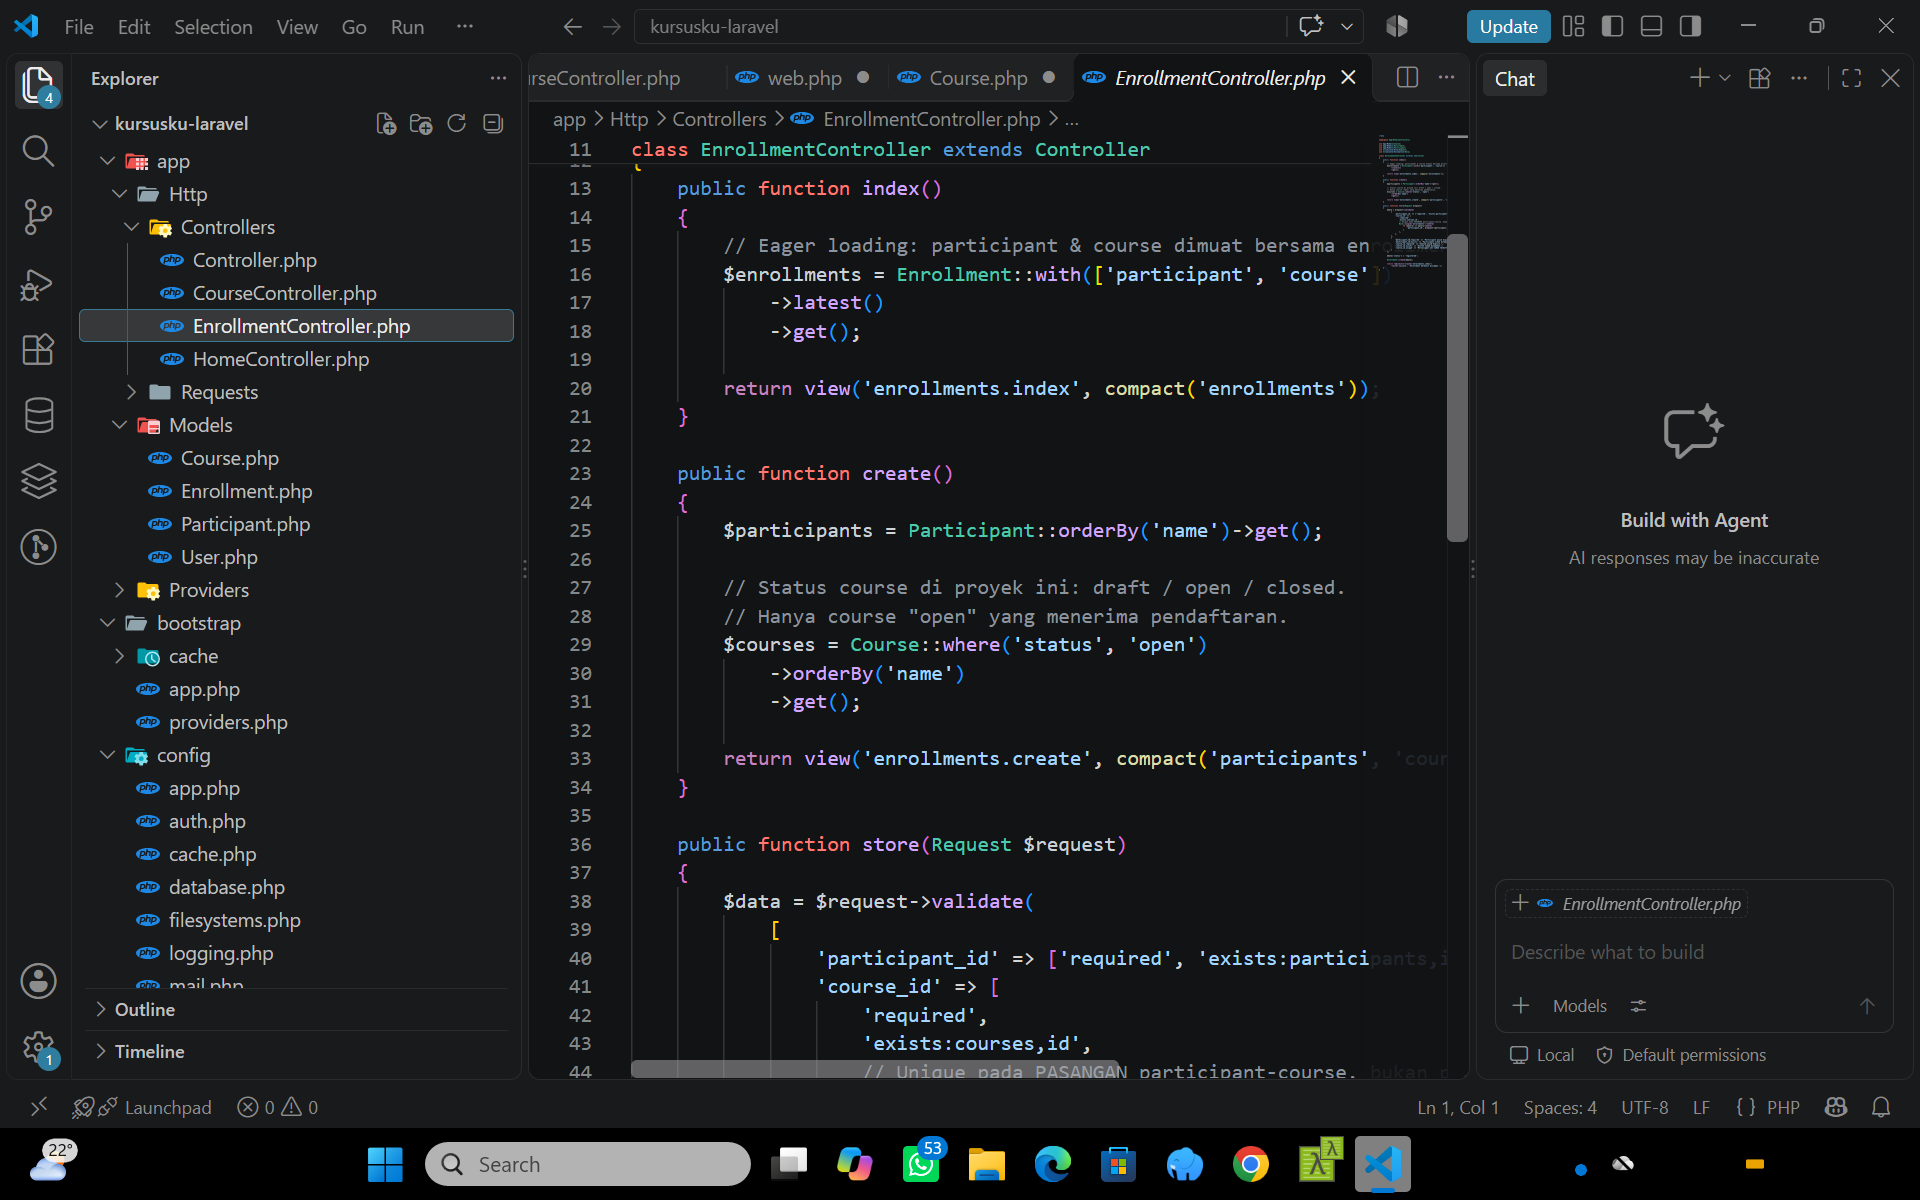 File Edit Selection View Go Run ...
kursusku-laravel
Update
Explorer
4
kursusku-laravel
app
Http
Controllers
Controller.php
CourseController.php
EnrollmentController.php
HomeController.php
Requests
Models
Course.php
Enrollment.php
Participant.php
User.php
Providers
bootstrap
cache
app.php
providers.php
config
app.php
auth.php
cache.php
database.php
filesystems.php
logging.php
mail.php
Outline
Timeline
1
rseController.php
web.php
Course.php
EnrollmentController.php
app > Http > Controllers > EnrollmentController.php > ...
11 class EnrollmentController extends Controller
12 {
13 public function index()
14 {
15 // Eager loading: participant & course dimuat bersama enro
16 $enrollments = Enrollment::with(['participant', 'course'])
17 ->latest()
18 ->get();
19
20 return view('enrollments.index', compact('enrollments'));
21 }
22
23 public function create()
24 {
25 $participants = Participant::orderBy('name')->get();
26
27 // Status course di proyek ini: draft / open / closed.
28 // Hanya course "open" yang menerima pendaftaran.
29 $courses = Course::where('status', 'open')
30 ->orderBy('name')
31 ->get();
32
33 return view('enrollments.create', compact('participants', 'cour
34 }
35
36 public function store(Request $request)
37 {
38 $data = $request->validate(
39 [
40 'participant_id' => ['required', 'exists:participants,i
41 'course_id' => [
42 'required',
43 'exists:courses,id',
44 // Unique pada PASANGAN participant-course, bukan
Chat
Build with Agent
AI responses may be inaccurate
EnrollmentController.php
Describe what to build
Models
Local
Default permissions
Launchpad
0
0
Ln 1, Col 1
Spaces: 4
UTF-8
LF
{ } PHP
22°
Search
53